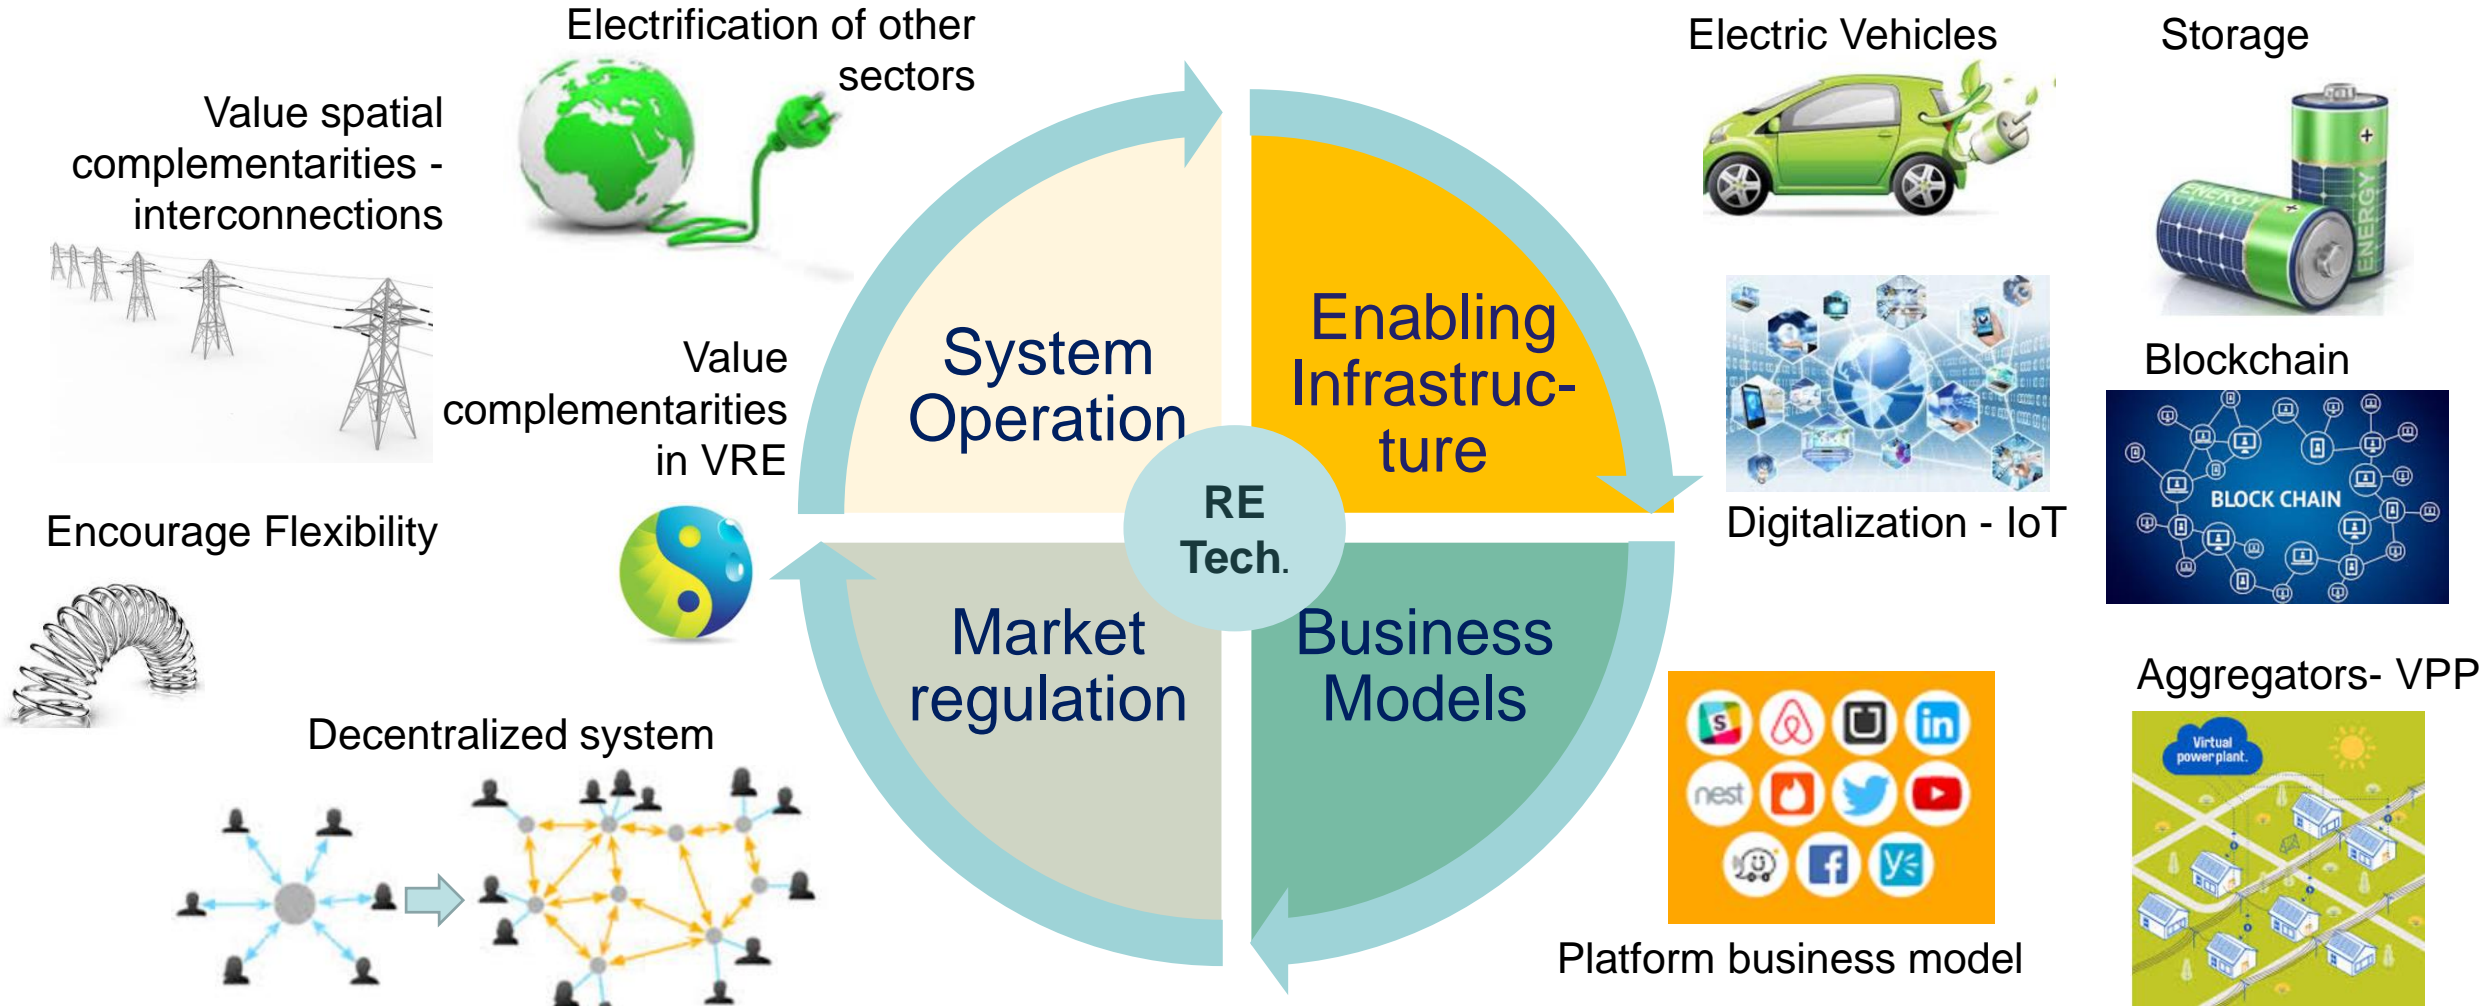 Electrification of other
sectors
Value spatial
complementarities -
interconnections
Value
complementarities
in VRE
Encourage Flexibility
Decentralized system
System
Operation
Enabling
Infrastruc-
ture
RE
Tech.
Market
regulation
Business
Models
Electric Vehicles
Storage
ENERGY
ENERGY
Digitalization - IoT
Blockchain
BLOCK CHAIN
Platform business model
S
in
nest
f
y
Aggregators- VPP
Virtual
power plant.